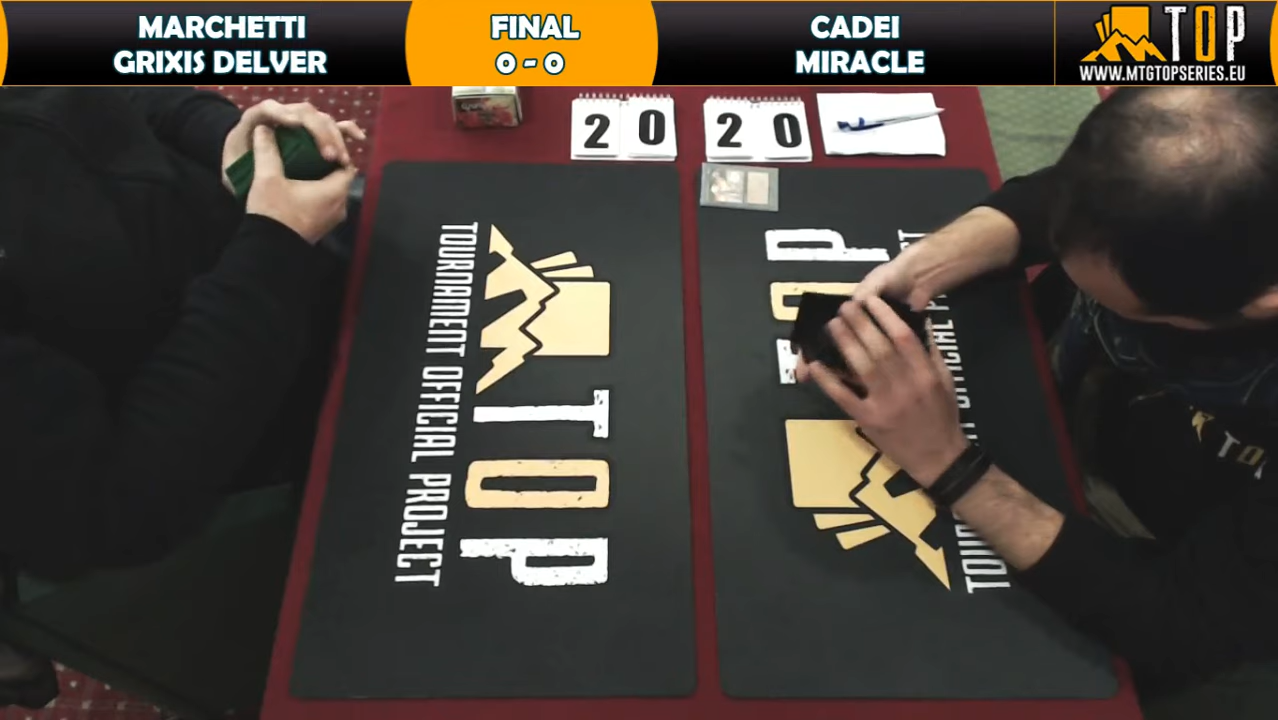 MARCHETTI
GRIXIS DELVER
FINAL
0 - 0
CADEI
MIRACLE
TOP
WWW.MTGTOPSERIES.EU
20
20
TOURNAMENT OFFICIAL PROJECT
TOP
TOP